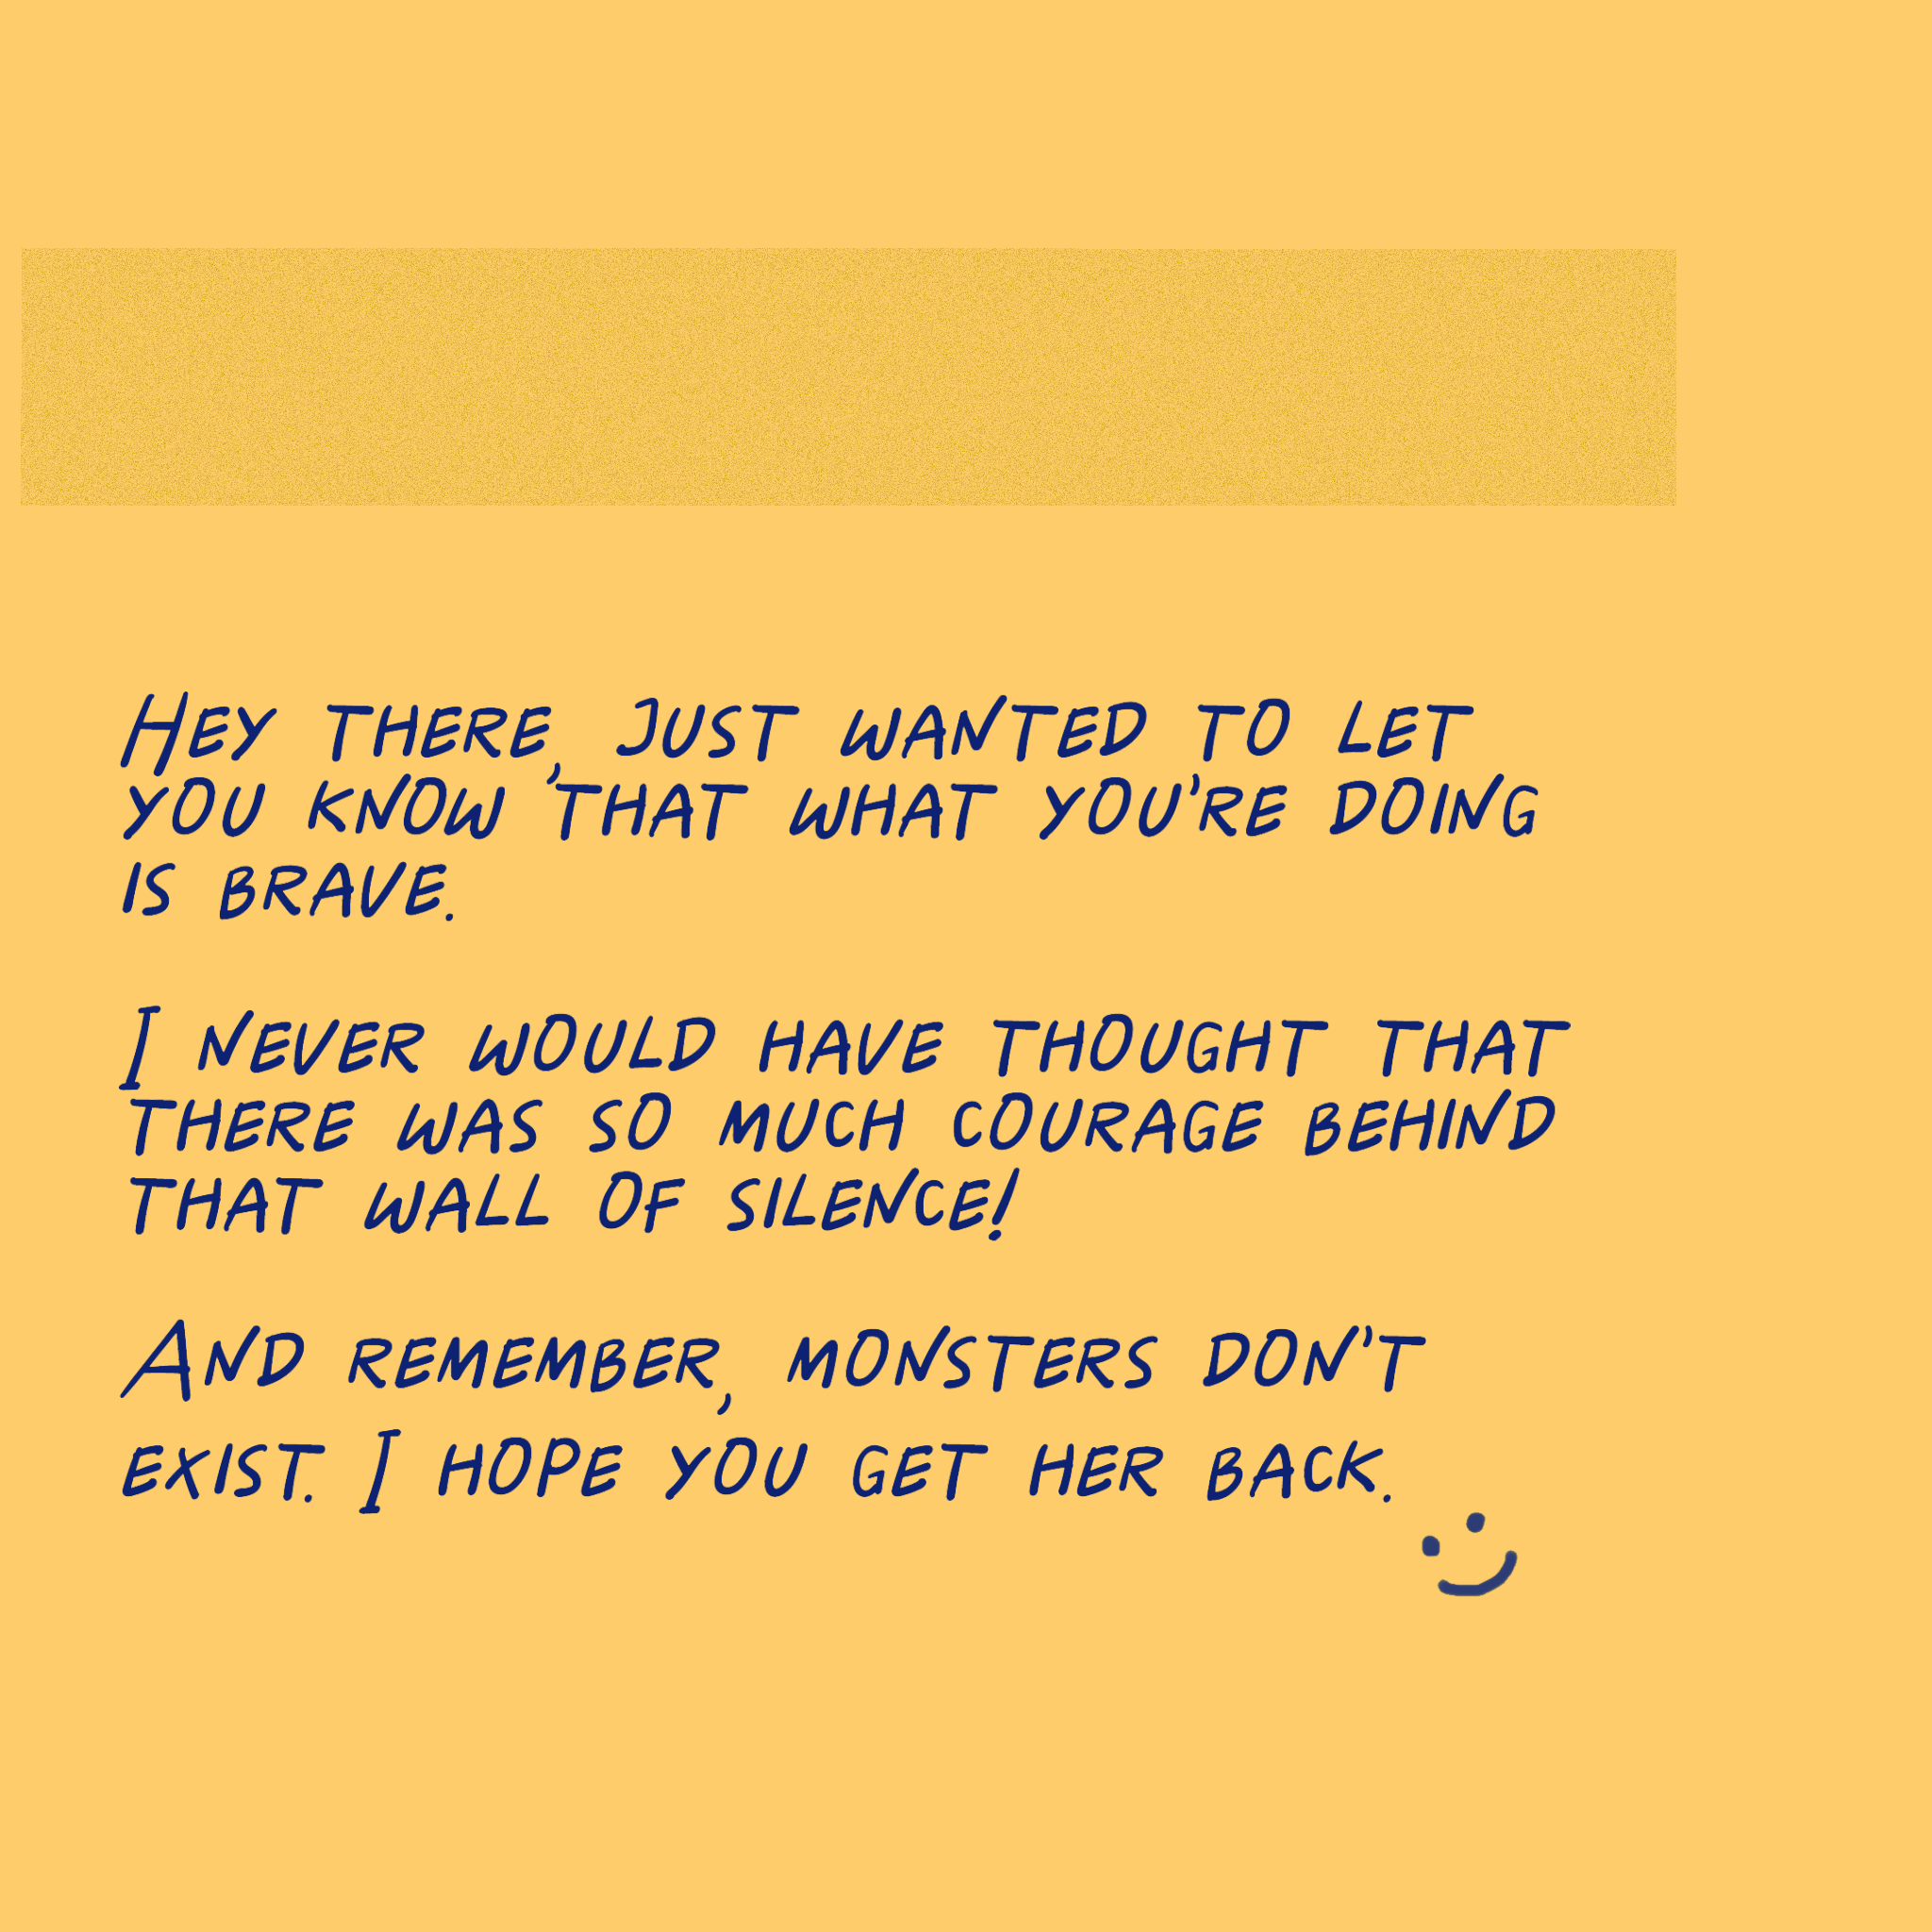 Hey there, just wanted to let
you know that what you're doing
is brave.
I never would have thought that
there was so much courage behind
that wall of silence!
And remember, monsters don't
exist. I hope you get her back.